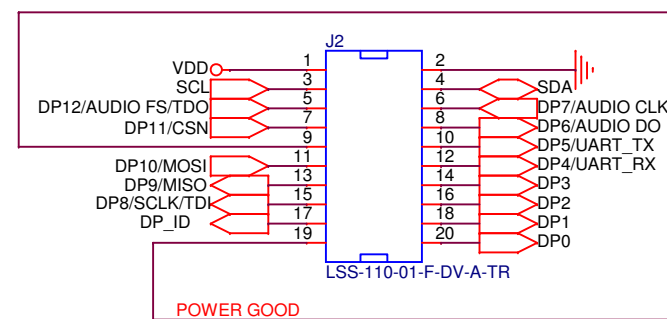 J2
VDD 1 2
SCL 3 4 SDA
DP12/AUDIO FS/TDO 5 6 DP7/AUDIO CLK
DP11/CSN 7 8 DP6/AUDIO DO
9 10 DP5/UART_TX
DP10/MOSI 11 12 DP4/UART_RX
DP9/MISO 13 14 DP3
DP8/SCLK/TDI 15 16 DP2
DP_ID 17 18 DP1
19 20 DP0
LSS-110-01-F-DV-A-TR
POWER GOOD